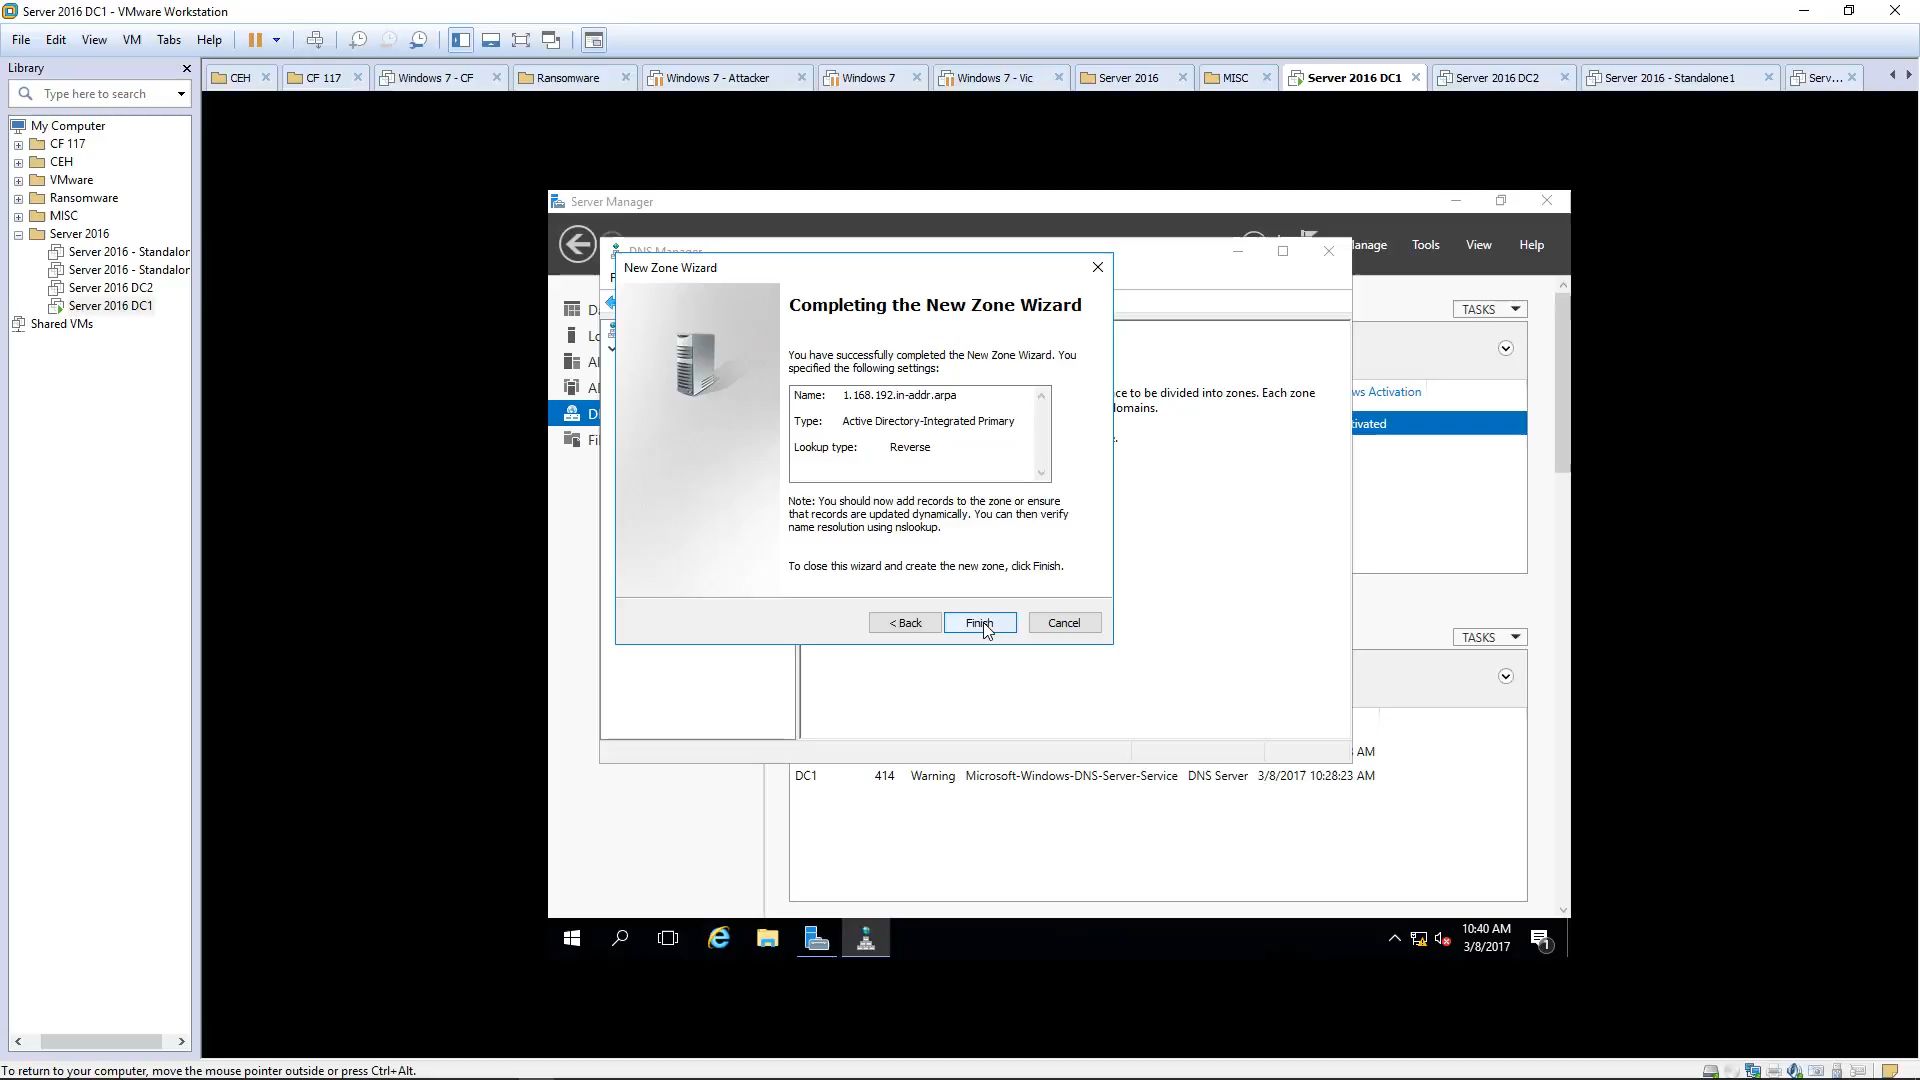 Server 2016 DC1 - VMware Workstation
File Edit View VM Tabs Help
Library
Type here to search
My Computer
CF 117
CEH
VMware
Ransomware
MISC
Server 2016
Server 2016 - Standalor
Server 2016 - Standalor
Server 2016 DC2
Server 2016 DC1
Shared VMs
CEH CF 117 Windows 7 - CF Ransomware Windows 7 - Attacker Windows 7 Windows 7 - Vic Server 2016 MISC Server 2016 DC1 Server 2016 DC2 Server 2016 - Standalone1 Serv...
Server Manager
Tools View Help
New Zone Wizard
Completing the New Zone Wizard
You have successfully completed the New Zone Wizard. You
specified the following settings:
Name: 1.168.192.in-addr.arpa
Type: Active Directory-Integrated Primary
Lookup type: Reverse
Note: You should now add records to the zone or ensure
that records are updated dynamically. You can then verify
name resolution using nslookup.
To close this wizard and create the new zone, click Finish.
< Back Finish Cancel
ce to be divided into zones. Each zone
TASKS
ws Activation
TASKS
AM
DC1 414 Warning Microsoft-Windows-DNS-Server-Service DNS Server 3/8/2017 10:28:23 AM
10:40 AM
3/8/2017
1
To return to your computer, move the mouse pointer outside or press Ctrl+Alt.